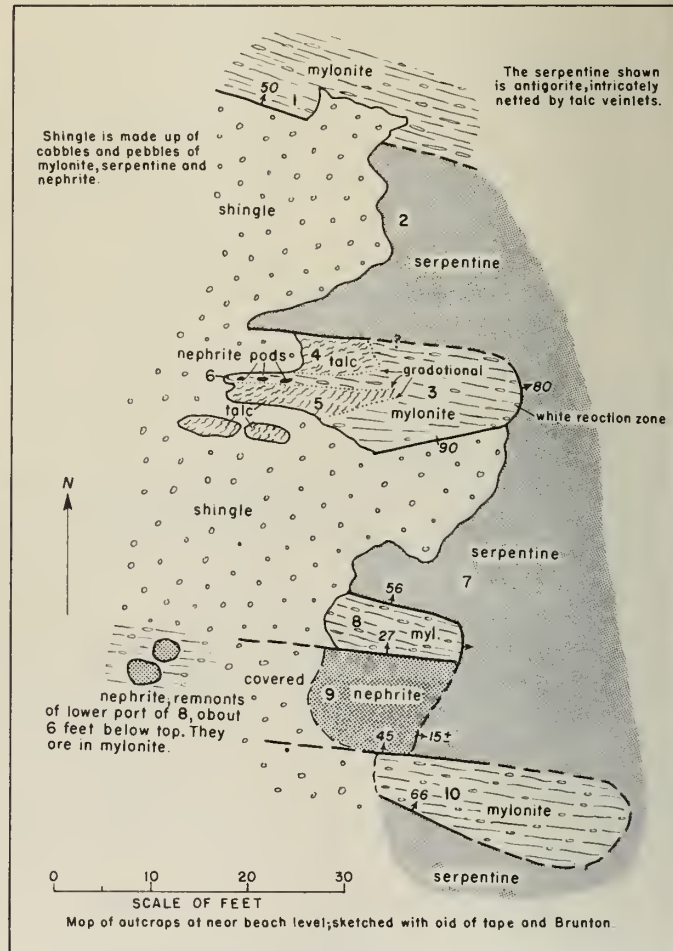 mylonite
50
1
The serpentine shown
is antigorite, intricately
netted by talc veinlets.
Shingle is made up of
cobbles and pebbles of
mylonite, serpentine and
nephrite.
shingle
2
serpentine
?
nephrite pods
4 talc
gradational
6
3
80
mylonite
talc
5
white reaction zone
90
N
shingle
serpentine
7
56
8 myl.
27
covered
9 nephrite
nephrite, remnants
of lower part of 8, about
6 feet below top. They
are in mylonite.
45
15±
10
66
mylonite
serpentine
0 10 20 30
SCALE OF FEET
Map of outcrops at near beach level; sketched with aid of tape and Brunton